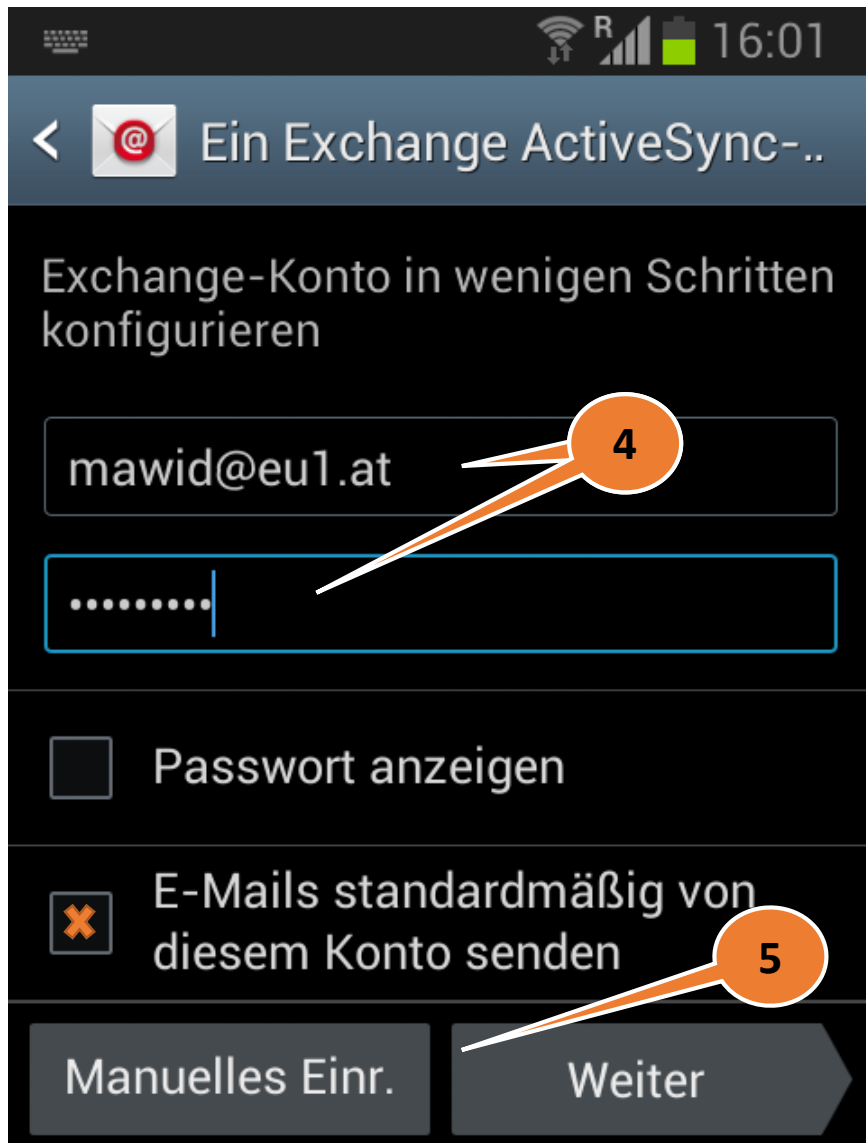 R 16:01
@ Ein Exchange ActiveSync-..
Exchange-Konto in wenigen Schritten
konfigurieren
mawid@eu1.at
4
•••••••••
Passwort anzeigen
E-Mails standardmäßig von
diesem Konto senden
5
Manuelles Einr. Weiter